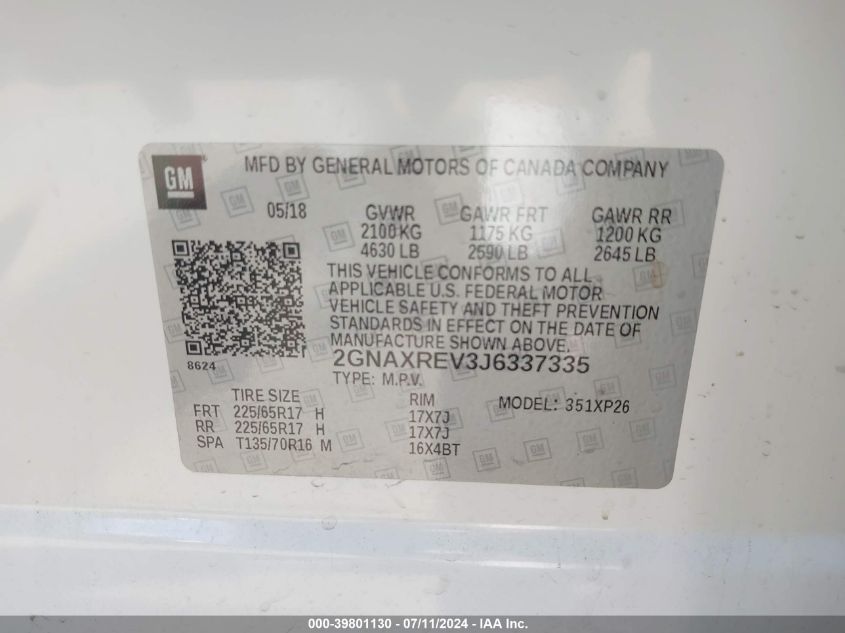 GM
MFD BY GENERAL MOTORS OF CANADA COMPANY
05/18 GVWR GAWR FRT GAWR RR
2100 KG 1175 KG 1200 KG
4630 LB 2590 LB 2645 LB
THIS VEHICLE CONFORMS TO ALL
APPLICABLE U.S. FEDERAL MOTOR
VEHICLE SAFETY AND THEFT PREVENTION
STANDARDS IN EFFECT ON THE DATE OF
MANUFACTURE SHOWN ABOVE.
8624
2GNAXREV3J6337335
TYPE: M.P.V.
TIRE SIZE RIM MODEL: 351XP26
FRT 225/65R17 H 17X7J
RR 225/65R17 H 17X7J
SPA T135/70R16 M 16X4BT
000-39801130 - 07/11/2024 - IAA Inc.